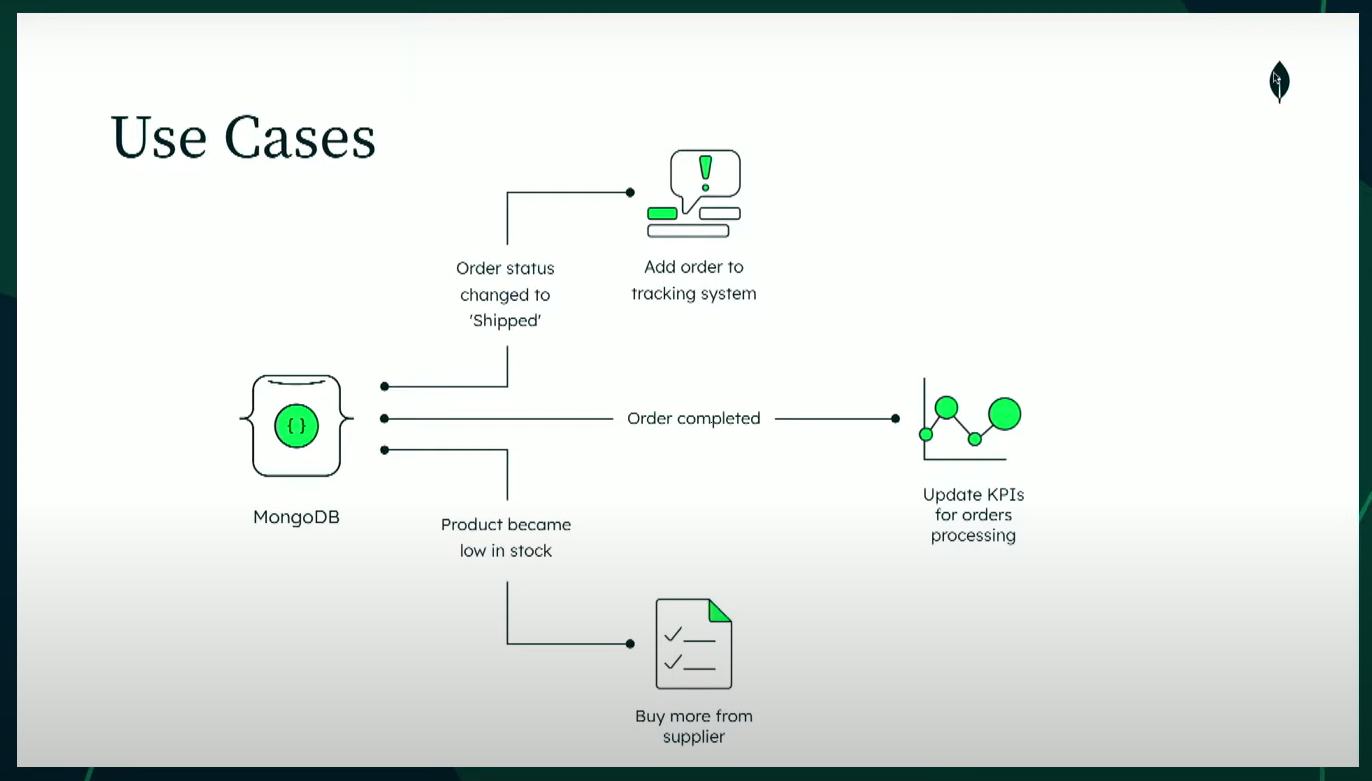 Use Cases
Order status
changed to
'Shipped'
Add order to
tracking system
{ }
MongoDB
Order completed
Update KPIs
for orders
processing
Product became
low in stock
Buy more from
supplier